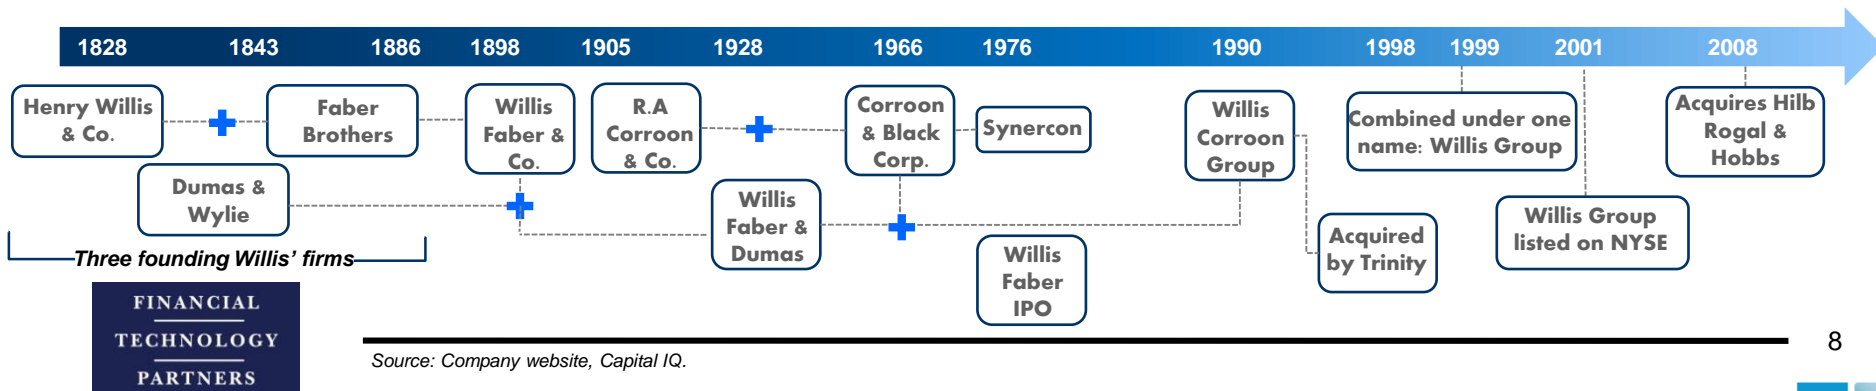 1828 1843 1886 1898 1905 1928 1966 1976 1990 1998 1999 2001 2008
Henry Willis
& Co.
Faber
Brothers
Dumas &
Wylie
Three founding Willis’ firms
Willis
Faber &
Co.
R.A
Corroon
& Co.
Willis
Faber &
Dumas
Corroon
& Black
Corp.
Synercon
Willis
Faber
IPO
Willis
Corroon
Group
Acquired
by Trinity
Combined under one
name: Willis Group
Willis Group
listed on NYSE
Acquires Hilb
Rogal &
Hobbs
FINANCIAL
TECHNOLOGY
PARTNERS
Source: Company website, Capital IQ.
8